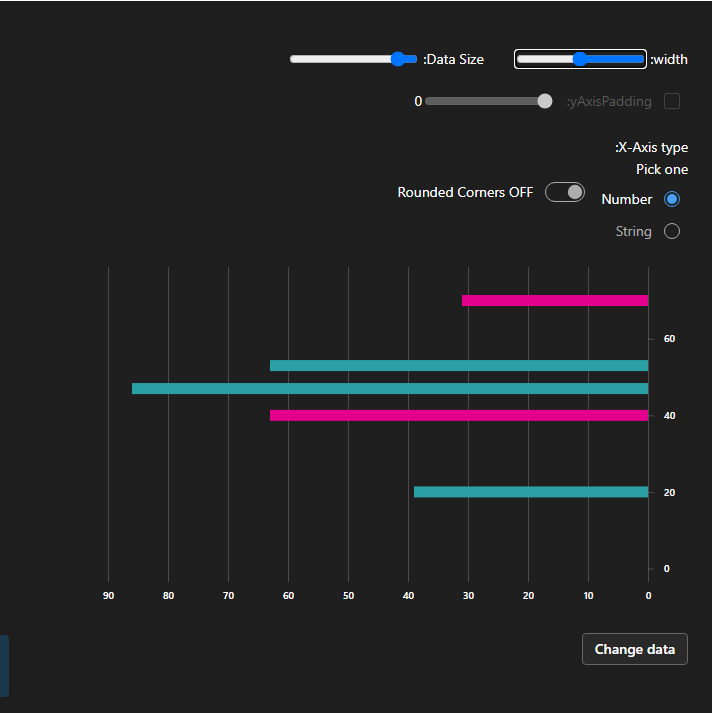 :width
:Data Size
:yAxisPadding
0
:X-Axis type
Pick one
Number
Rounded Corners OFF
String
60
40
20
0
90 80 70 60 50 40 30 20 10 0
Change data